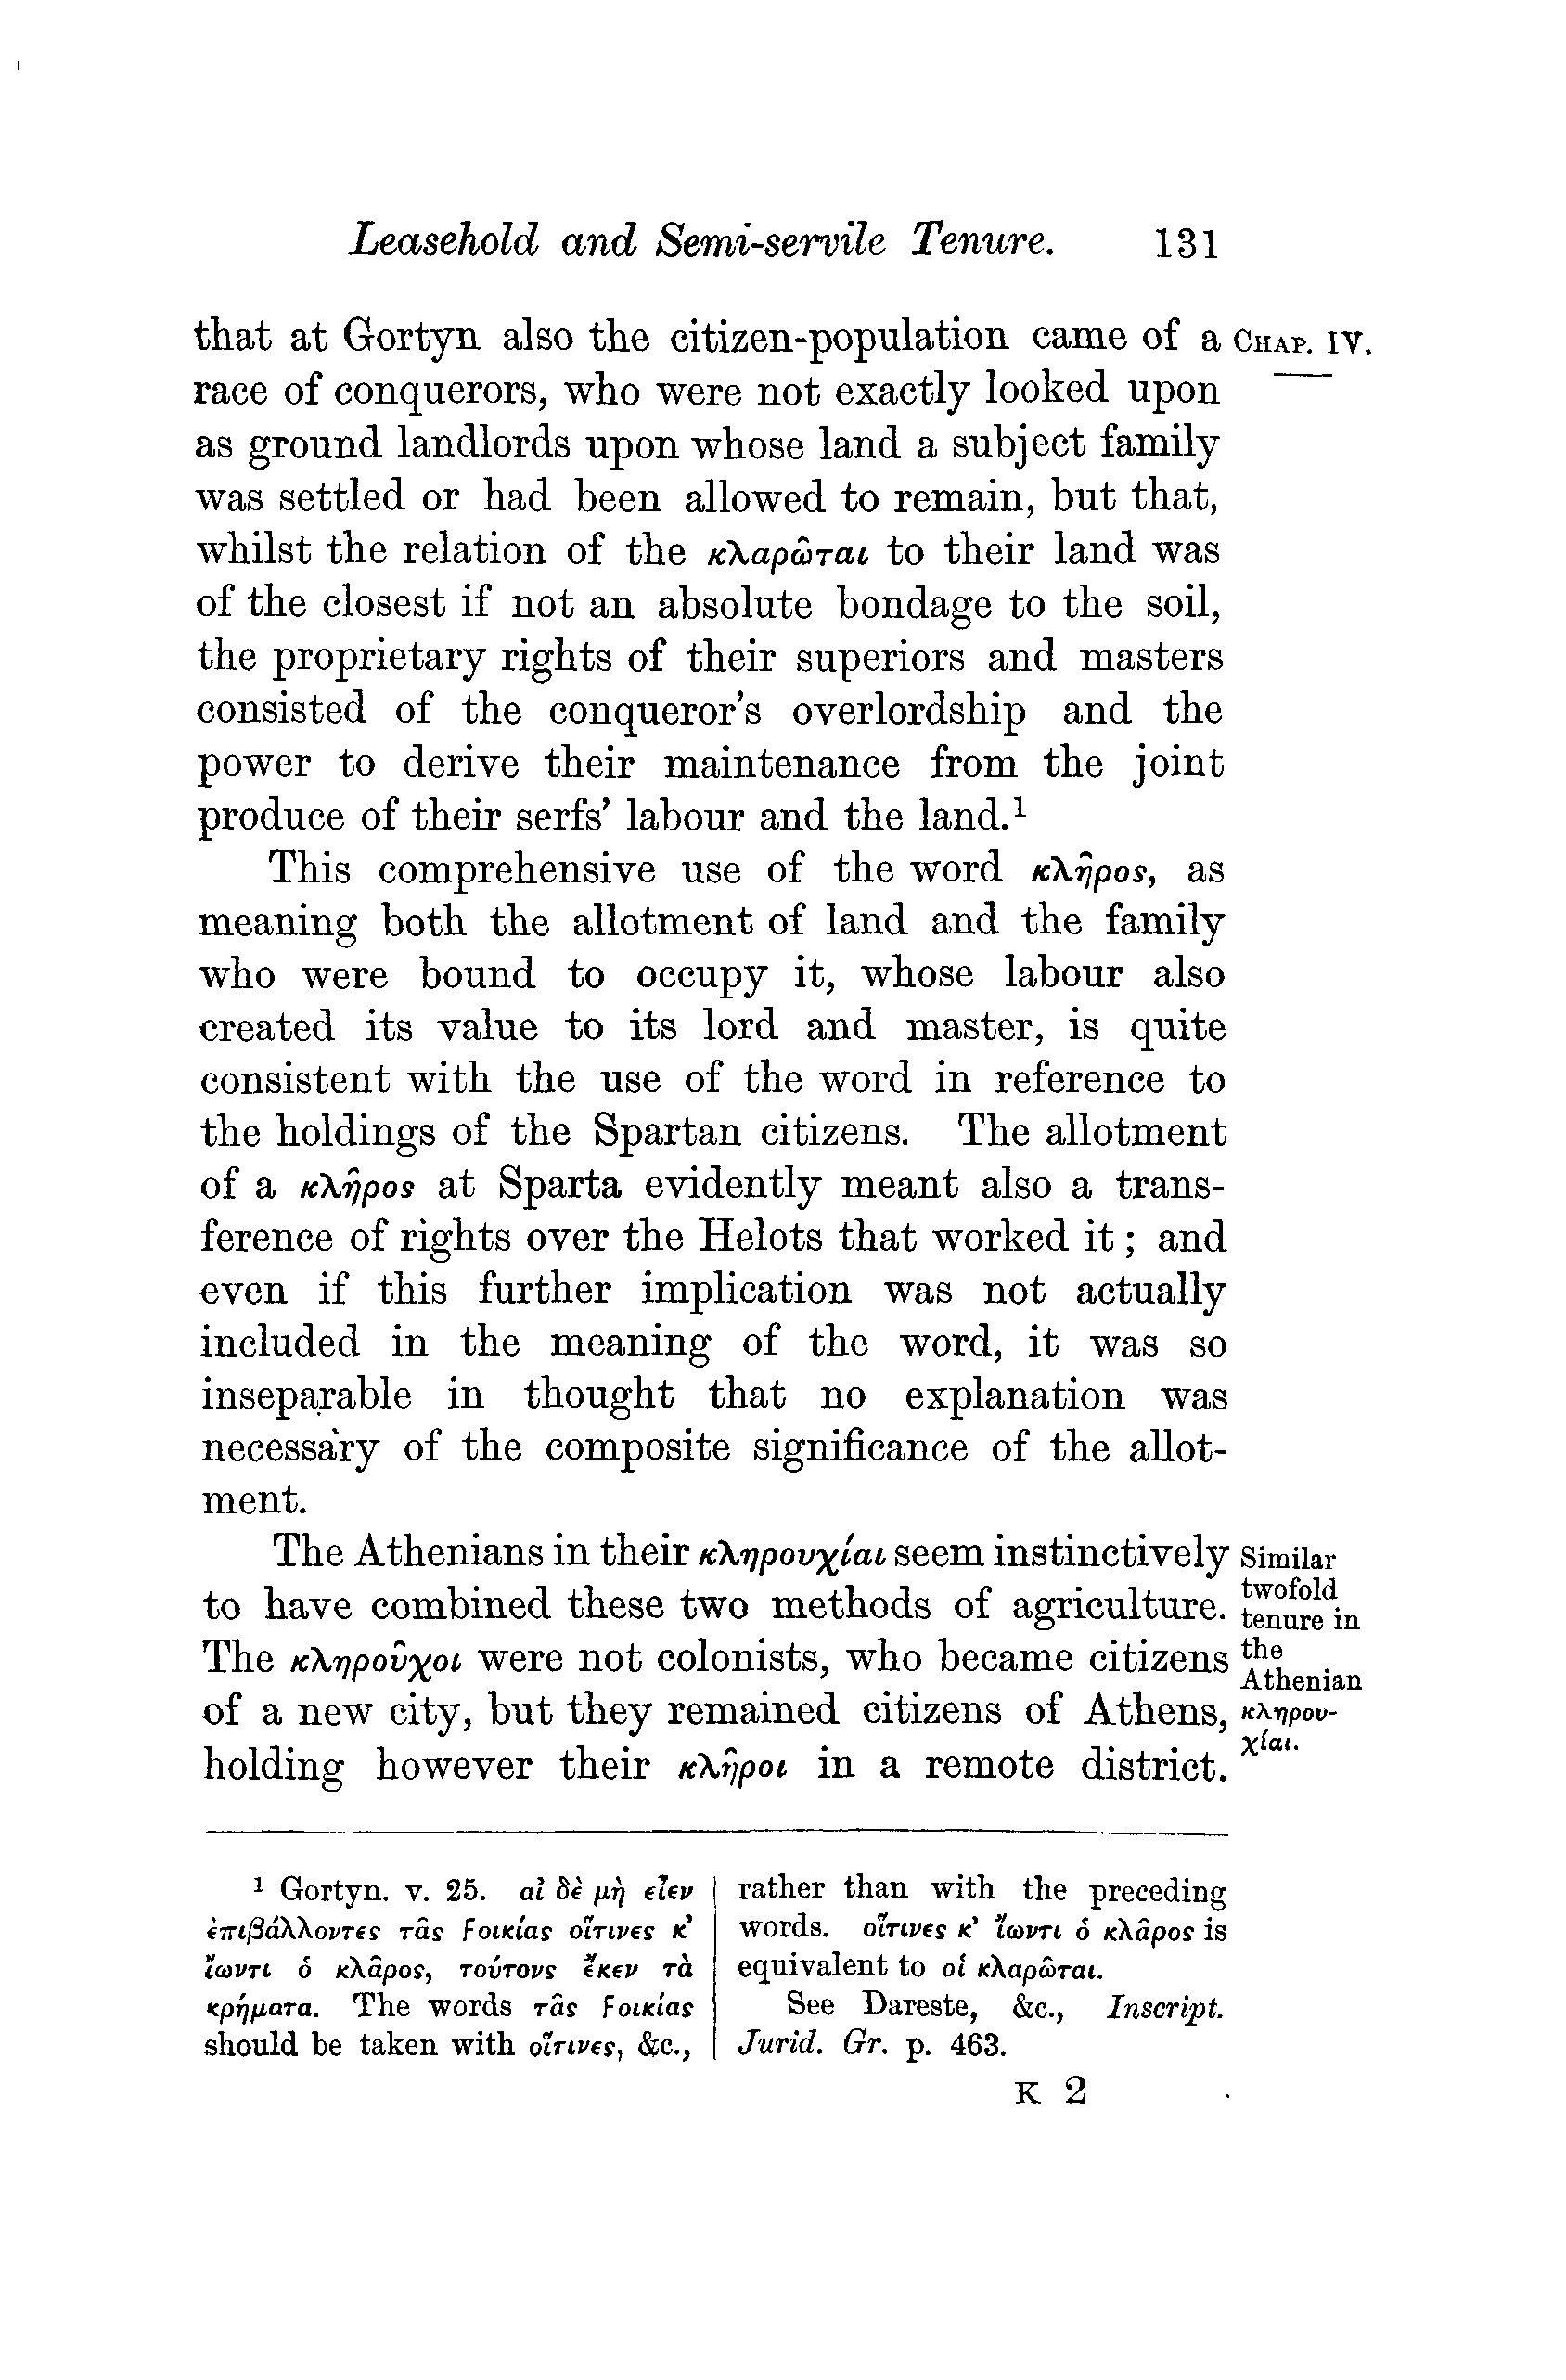 Leasehold and Semi-servile Tenure. 131
that at Gortyn also the citizen-population came of a CHAP. IV.
race of conquerors, who were not exactly looked upon
as ground landlords upon whose land a subject family
was settled or had been allowed to remain, but that,
whilst the relation of the κλαρῶται to their land was
of the closest if not an absolute bondage to the soil,
the proprietary rights of their superiors and masters
consisted of the conqueror's overlordship and the
power to derive their maintenance from the joint
produce of their serfs' labour and the land.¹
This comprehensive use of the word κλῆρος, as
meaning both the allotment of land and the family
who were bound to occupy it, whose labour also
created its value to its lord and master, is quite
consistent with the use of the word in reference to
the holdings of the Spartan citizens. The allotment
of a κλῆρος at Sparta evidently meant also a trans-
ference of rights over the Helots that worked it; and
even if this further implication was not actually
included in the meaning of the word, it was so
inseparable in thought that no explanation was
necessary of the composite significance of the allot-
ment.
The Athenians in their κληρουχίαι seem instinctively
to have combined these two methods of agriculture.
The κληροῦχοι were not colonists, who became citizens
of a new city, but they remained citizens of Athens,
holding however their κλῆροι in a remote district.
Similar
twofold
tenure in
the
Athenian
κληρου-
χίαι.
¹ Gortyn. v. 25. αἰ δὲ μὴ εἶεν
ἐπιβάλλοντες τᾶς Ϝοικίας οἵτινες κ'
ἴωντι ὁ κλᾶρος, τούτους ἔκεν τὰ
κρήματα. The words τᾶς Ϝοικίας
should be taken with οἵτινες, &c.,
rather than with the preceding
words. οἵτινες κ' ἴωντι ὁ κλᾶρος is
equivalent to οἱ κλαρῶται.
See Dareste, &c., Inscript.
Jurid. Gr. p. 463.
K 2